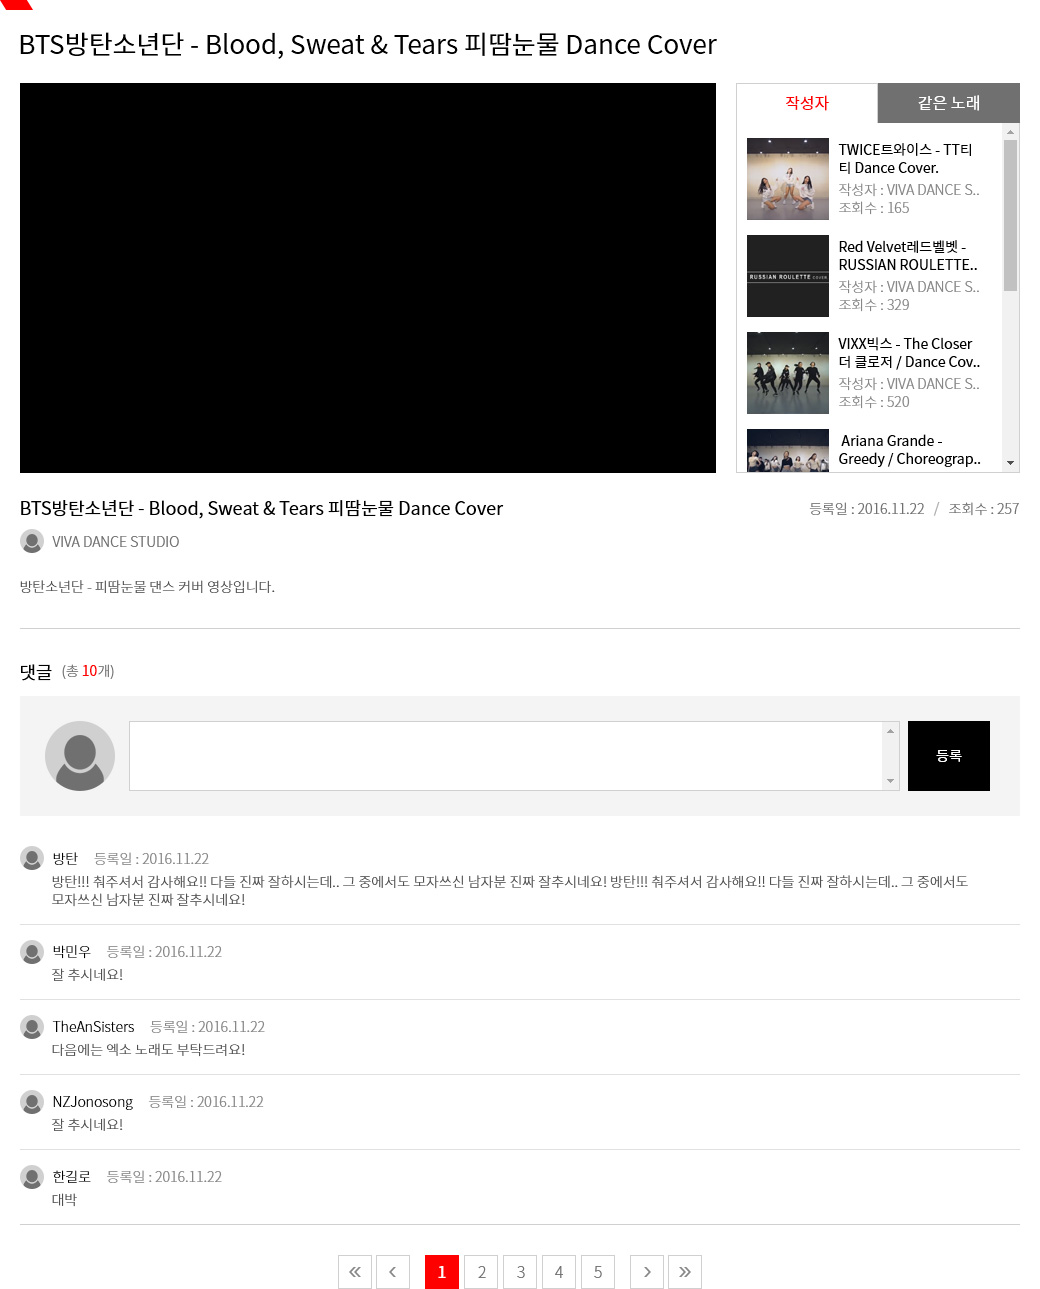 BTS방탄소년단 - Blood, Sweat & Tears 피땀눈물 Dance Cover
작성자
같은 노래
TWICE트와이스 - TT티
티 Dance Cover.
작성자 : VIVA DANCE S..
조회수 : 165
RUSSIAN ROULETTE COVER
Red Velvet레드벨벳 -
RUSSIAN ROULETTE..
작성자 : VIVA DANCE S..
조회수 : 329
VIXX빅스 - The Closer
더 클로저 / Dance Cov..
작성자 : VIVA DANCE S..
조회수 : 520
Ariana Grande -
Greedy / Choreograp..
BTS방탄소년단 - Blood, Sweat & Tears 피땀눈물 Dance Cover
등록일 : 2016.11.22 / 조회수 : 257
VIVA DANCE STUDIO
방탄소년단 - 피땀눈물 댄스 커버 영상입니다.
댓글 (총 10개)
등록
방탄 등록일 : 2016.11.22
방탄!!! 춰주셔서 감사해요!! 다들 진짜 잘하시는데.. 그 중에서도 모자쓰신 남자분 진짜 잘추시네요! 방탄!!! 춰주셔서 감사해요!! 다들 진짜 잘하시는데.. 그 중에서도
모자쓰신 남자분 진짜 잘추시네요!
박민우 등록일 : 2016.11.22
잘 추시네요!
TheAnSisters 등록일 : 2016.11.22
다음에는 엑소 노래도 부탁드려요!
NZJonosong 등록일 : 2016.11.22
잘 추시네요!
한길로 등록일 : 2016.11.22
대박
« ‹ 1 2 3 4 5 › »